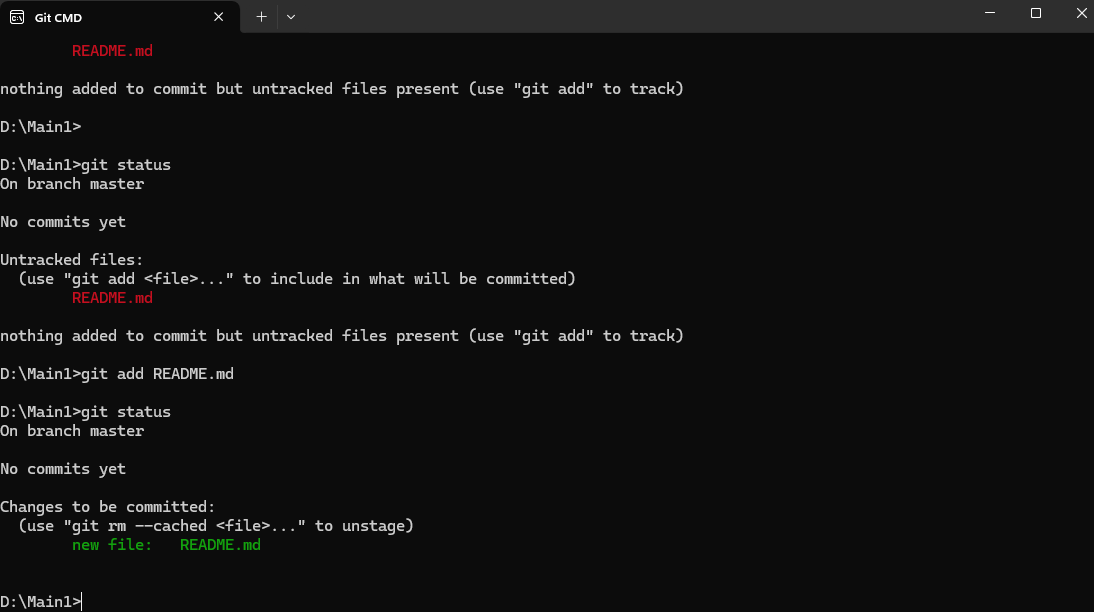 Git CMD
README.md
nothing added to commit but untracked files present (use "git add" to track)
D:\Main1>
D:\Main1>git status
On branch master
No commits yet
Untracked files:
  (use "git add <file>..." to include in what will be committed)
        README.md
nothing added to commit but untracked files present (use "git add" to track)
D:\Main1>git add README.md
D:\Main1>git status
On branch master
No commits yet
Changes to be committed:
  (use "git rm --cached <file>..." to unstage)
        new file:   README.md
D:\Main1>